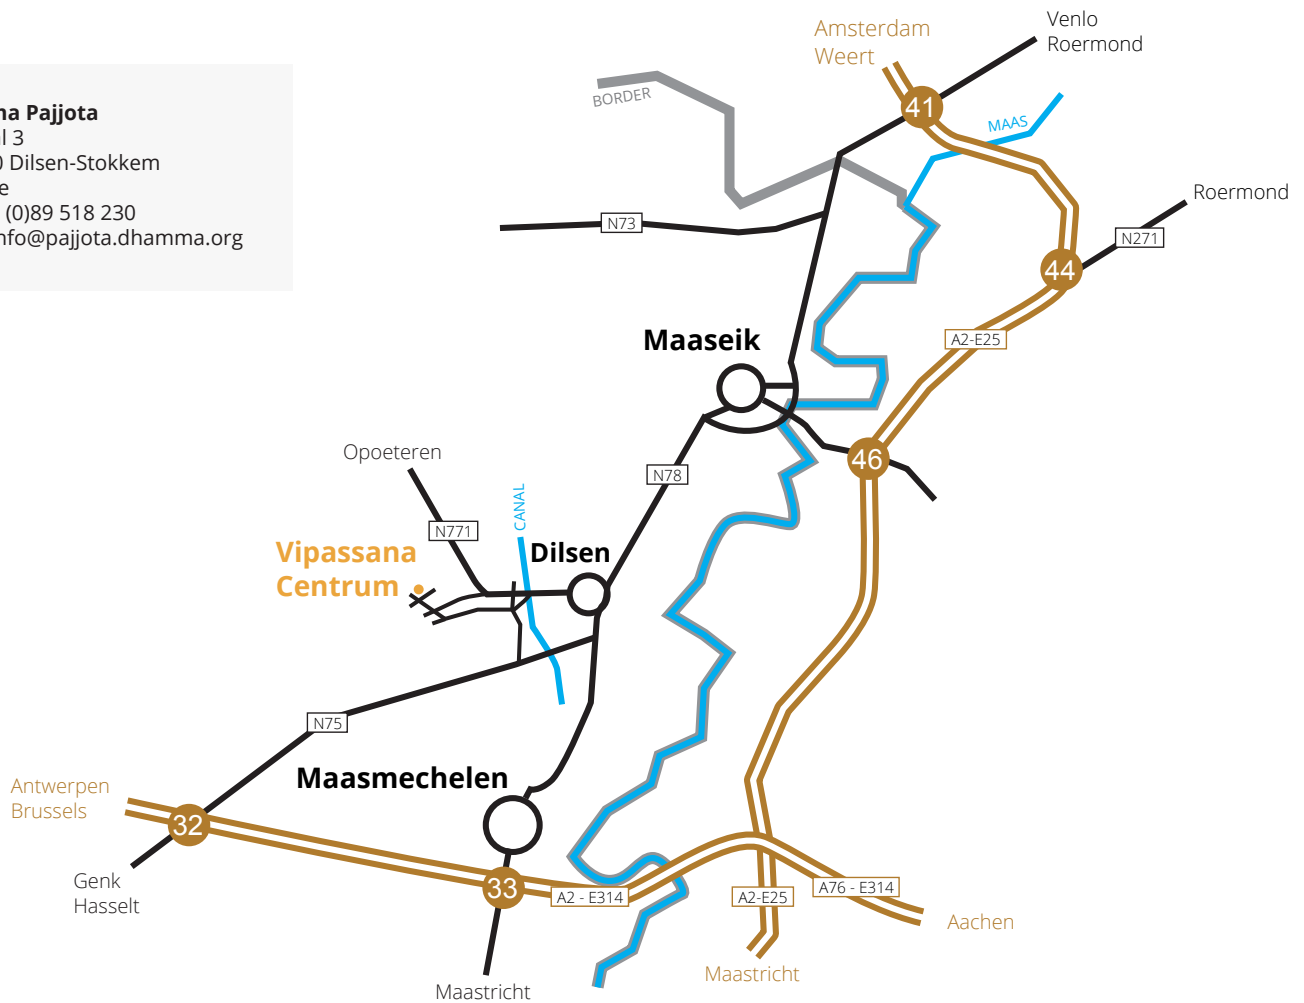 Amsterdam
Weert
Venlo
Roermond
BORDER
41
MAAS
Pajjota
3
Dilsen-Stokkem
(0)89 518 230
info@pajjota.dhamma.org
Roermond
N73
N271
44
Maaseik
A2-E25
Opoeteren
46
N78
CANAL
N771
Vipassana
Centrum
Dilsen
N75
Maasmechelen
Antwerpen
Brussels
32
Genk
Hasselt
33
A2 - E314
A2-E25
A76 - E314
Aachen
Maastricht
Maastricht